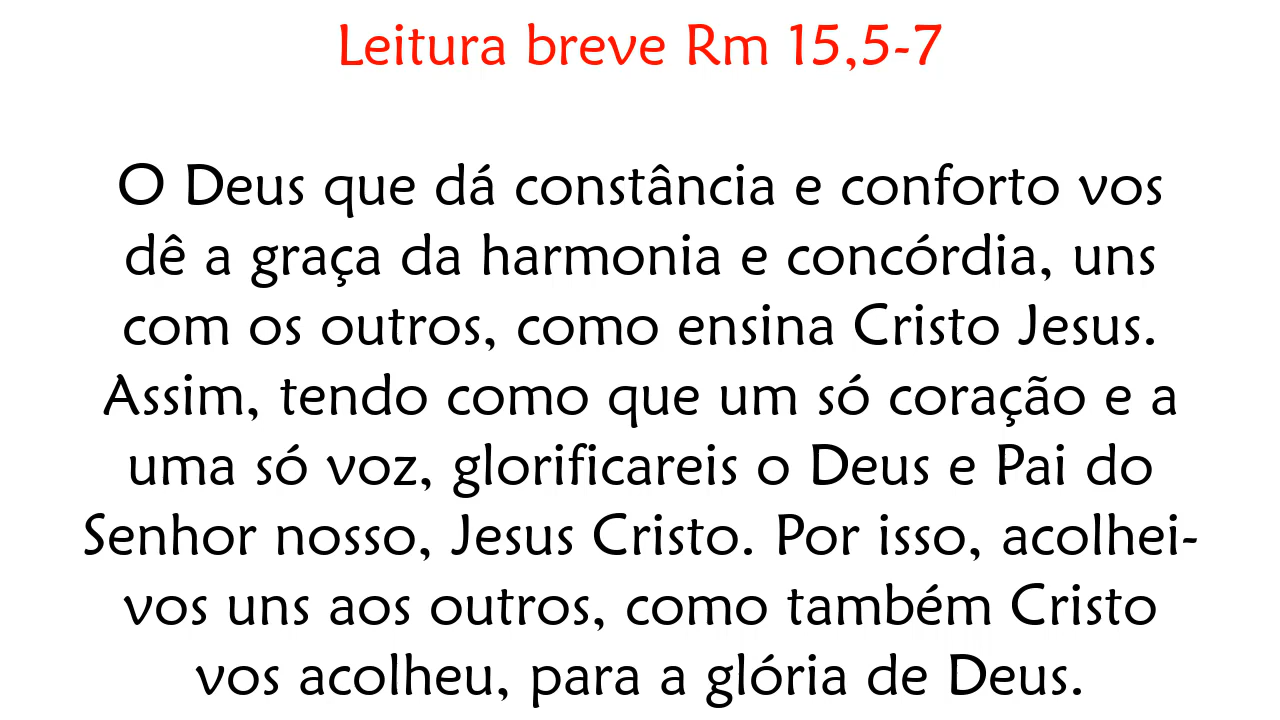 Leitura breve Rm 15,5-7
O Deus que dá constância e conforto vos
dê a graça da harmonia e concórdia, uns
com os outros, como ensina Cristo Jesus.
Assim, tendo como que um só coração e a
uma só voz, glorificareis o Deus e Pai do
Senhor nosso, Jesus Cristo. Por isso, acolhei-
vos uns aos outros, como também Cristo
vos acolheu, para a glória de Deus.